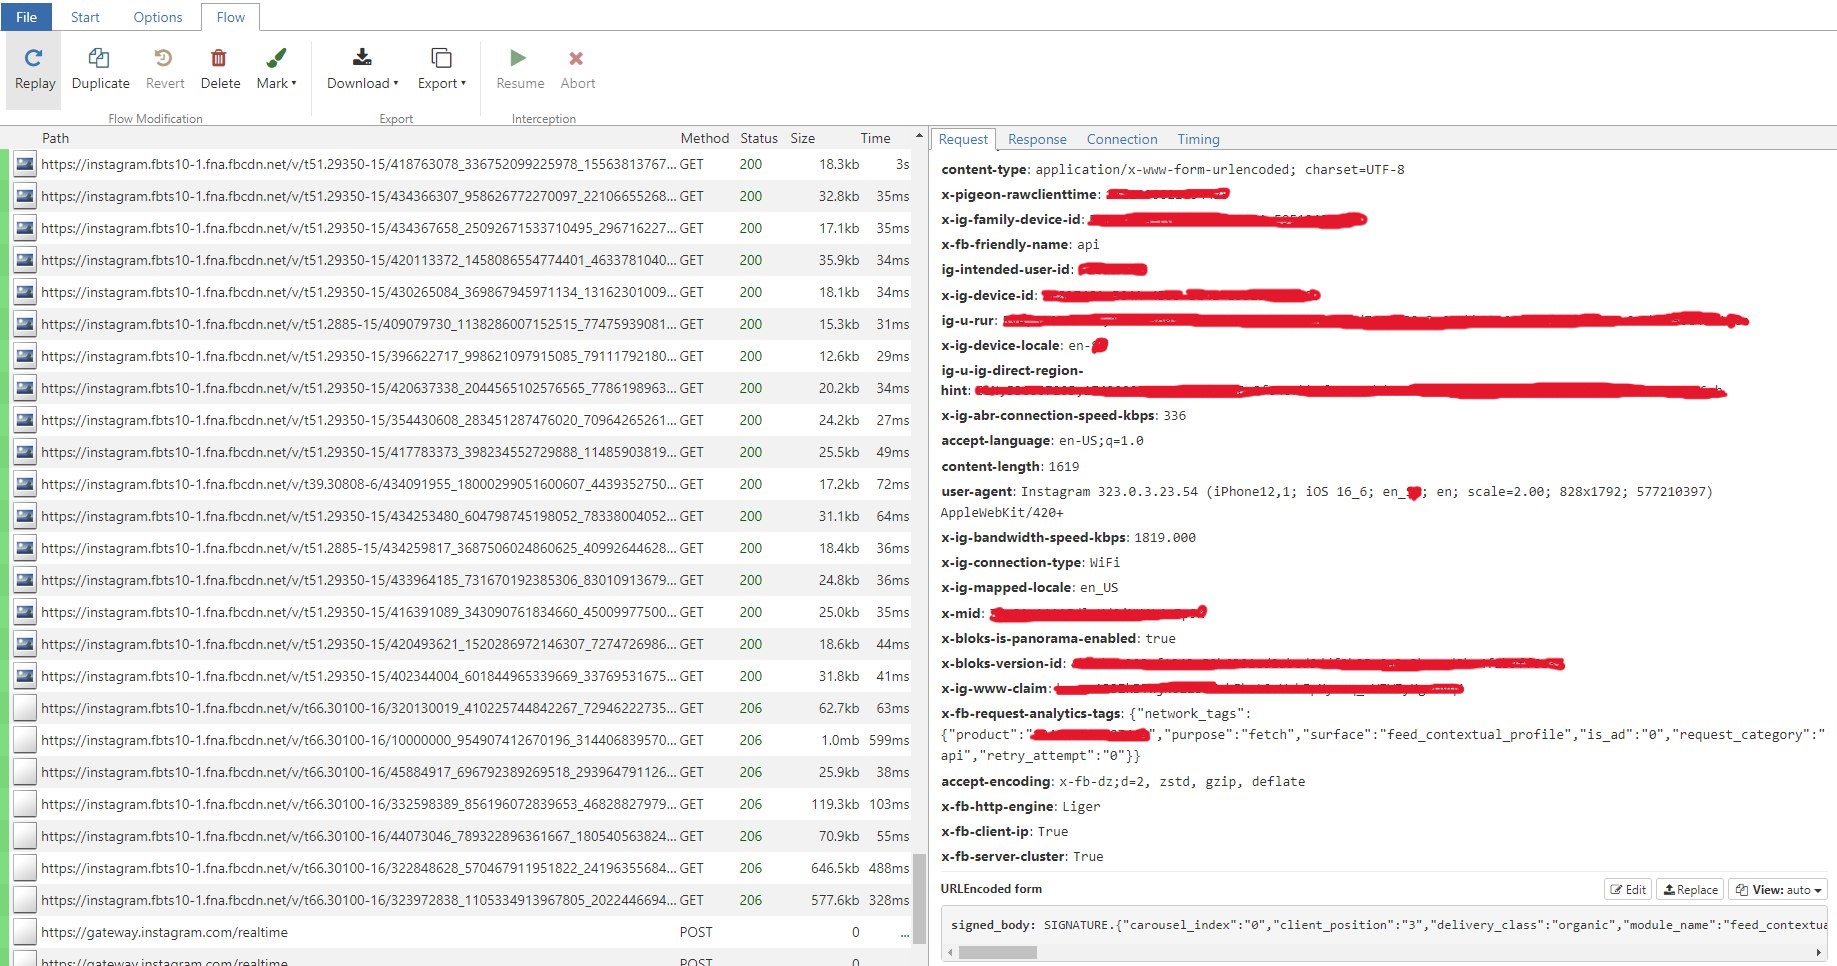 File Start Options Flow
Replay Duplicate Revert Delete Mark Download Export Resume Abort
Flow Modification Export Interception
Path Method Status Size Time
https://instagram.fbts10-1.fna.fbcdn.net/v/t51.29350-15/418763078_336752099225978_15563813767... GET 200 18.3kb 3s
https://instagram.fbts10-1.fna.fbcdn.net/v/t51.29350-15/434366307_958626772270097_22106655268... GET 200 32.8kb 35ms
https://instagram.fbts10-1.fna.fbcdn.net/v/t51.29350-15/434367658_25092671533710495_296716227... GET 200 17.1kb 35ms
https://instagram.fbts10-1.fna.fbcdn.net/v/t51.29350-15/420113372_1458086554774401_4633781040... GET 200 35.9kb 34ms
https://instagram.fbts10-1.fna.fbcdn.net/v/t51.29350-15/430265084_369867945971134_13162301009... GET 200 18.1kb 34ms
https://instagram.fbts10-1.fna.fbcdn.net/v/t51.2885-15/409079730_1138286007152515_77475939081... GET 200 15.3kb 31ms
https://instagram.fbts10-1.fna.fbcdn.net/v/t51.29350-15/396622717_998621097915085_79111792180... GET 200 12.6kb 29ms
https://instagram.fbts10-1.fna.fbcdn.net/v/t51.29350-15/420637338_2044565102576565_7786198963... GET 200 20.2kb 34ms
https://instagram.fbts10-1.fna.fbcdn.net/v/t51.29350-15/354430608_283451287476020_70964265261... GET 200 24.2kb 27ms
https://instagram.fbts10-1.fna.fbcdn.net/v/t51.29350-15/417783373_398234552729888_11485903819... GET 200 25.5kb 49ms
https://instagram.fbts10-1.fna.fbcdn.net/v/t39.30808-6/434091955_18000299051600607_4439352750... GET 200 17.2kb 72ms
https://instagram.fbts10-1.fna.fbcdn.net/v/t51.29350-15/434253480_604798745198052_78338004052... GET 200 31.1kb 64ms
https://instagram.fbts10-1.fna.fbcdn.net/v/t51.2885-15/434259817_3687506024860625_40992644628... GET 200 18.4kb 36ms
https://instagram.fbts10-1.fna.fbcdn.net/v/t51.29350-15/433964185_731670192385306_83010913679... GET 200 24.8kb 36ms
https://instagram.fbts10-1.fna.fbcdn.net/v/t51.29350-15/416391089_343090761834660_45009977500... GET 200 25.0kb 35ms
https://instagram.fbts10-1.fna.fbcdn.net/v/t51.29350-15/420493621_1520286972146307_7274726986... GET 200 18.6kb 44ms
https://instagram.fbts10-1.fna.fbcdn.net/v/t51.29350-15/402344004_601844965339669_33769531675... GET 200 31.8kb 41ms
https://instagram.fbts10-1.fna.fbcdn.net/v/t66.30100-16/320130019_410225744842267_72946222735... GET 206 62.7kb 63ms
https://instagram.fbts10-1.fna.fbcdn.net/v/t66.30100-16/10000000_954907412670196_314406839570... GET 206 1.0mb 599ms
https://instagram.fbts10-1.fna.fbcdn.net/v/t66.30100-16/45884917_696792389269518_293964791126... GET 206 25.9kb 38ms
https://instagram.fbts10-1.fna.fbcdn.net/v/t66.30100-16/332598389_856196072839653_46828827979... GET 206 119.3kb 103ms
https://instagram.fbts10-1.fna.fbcdn.net/v/t66.30100-16/44073046_789322896361667_180540563824... GET 206 70.9kb 55ms
https://instagram.fbts10-1.fna.fbcdn.net/v/t66.30100-16/322848628_570467911951822_24196355684... GET 206 646.5kb 488ms
https://instagram.fbts10-1.fna.fbcdn.net/v/t66.30100-16/323972838_1105334913967805_2022446694... GET 206 577.6kb 328ms
https://gateway.instagram.com/realtime POST 0 ...
https://gateway.instagram.com/realtime POST 0
Request Response Connection Timing
content-type: application/x-www-form-urlencoded; charset=UTF-8
x-pigeon-rawclienttime:
x-ig-family-device-id:
x-fb-friendly-name: api
ig-intended-user-id:
x-ig-device-id:
ig-u-rur:
x-ig-device-locale: en-
ig-u-ig-direct-region-
hint:
x-ig-abr-connection-speed-kbps: 336
accept-language: en-US;q=1.0
content-length: 1619
user-agent: Instagram 323.0.3.23.54 (iPhone12,1; iOS 16_6; en_; en; scale=2.00; 828x1792; 577210397)
AppleWebKit/420+
x-ig-bandwidth-speed-kbps: 1819.000
x-ig-connection-type: WiFi
x-ig-mapped-locale: en_US
x-mid:
x-bloks-is-panorama-enabled: true
x-bloks-version-id:
x-ig-www-claim:
x-fb-request-analytics-tags: {"network_tags":
{"product":"","purpose":"fetch","surface":"feed_contextual_profile","is_ad":"0","request_category":"
api","retry_attempt":"0"}}
accept-encoding: x-fb-dz;d=2, zstd, gzip, deflate
x-fb-http-engine: Liger
x-fb-client-ip: True
x-fb-server-cluster: True
URLEncoded form Edit Replace View: auto
signed_body: SIGNATURE.{"carousel_index":"0","client_position":"3","delivery_class":"organic","module_name":"feed_contextua